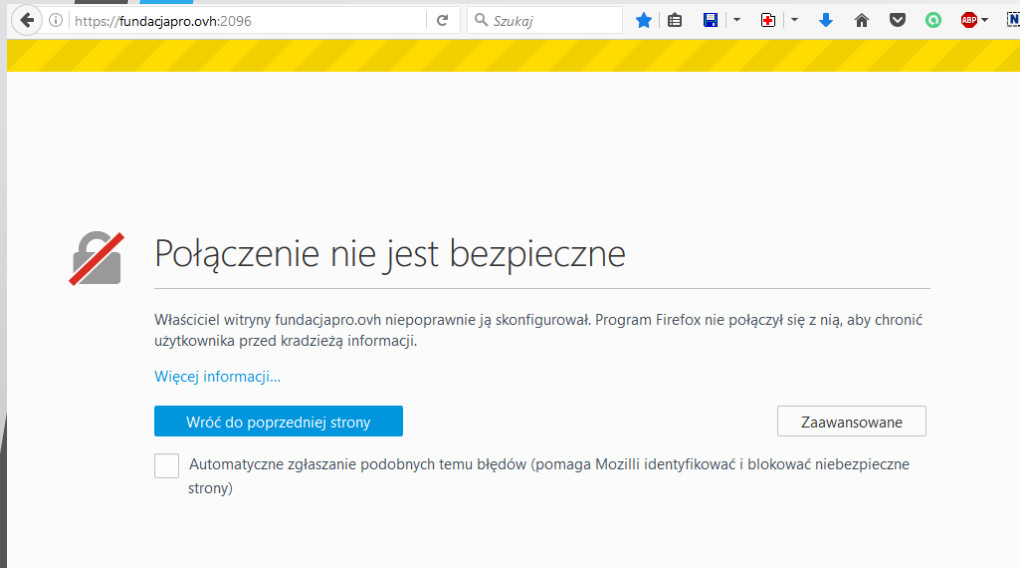 https://fundacjapro.ovh:2096
Szukaj
ABP
N
Połączenie nie jest bezpieczne
Właściciel witryny fundacjapro.ovh niepoprawnie ją skonfigurował. Program Firefox nie połączył się z nią, aby chronić
użytkownika przed kradzieżą informacji.
Więcej informacji...
Wróć do poprzedniej strony
Zaawansowane
Automatyczne zgłaszanie podobnych temu błędów (pomaga Mozilli identyfikować i blokować niebezpieczne
strony)